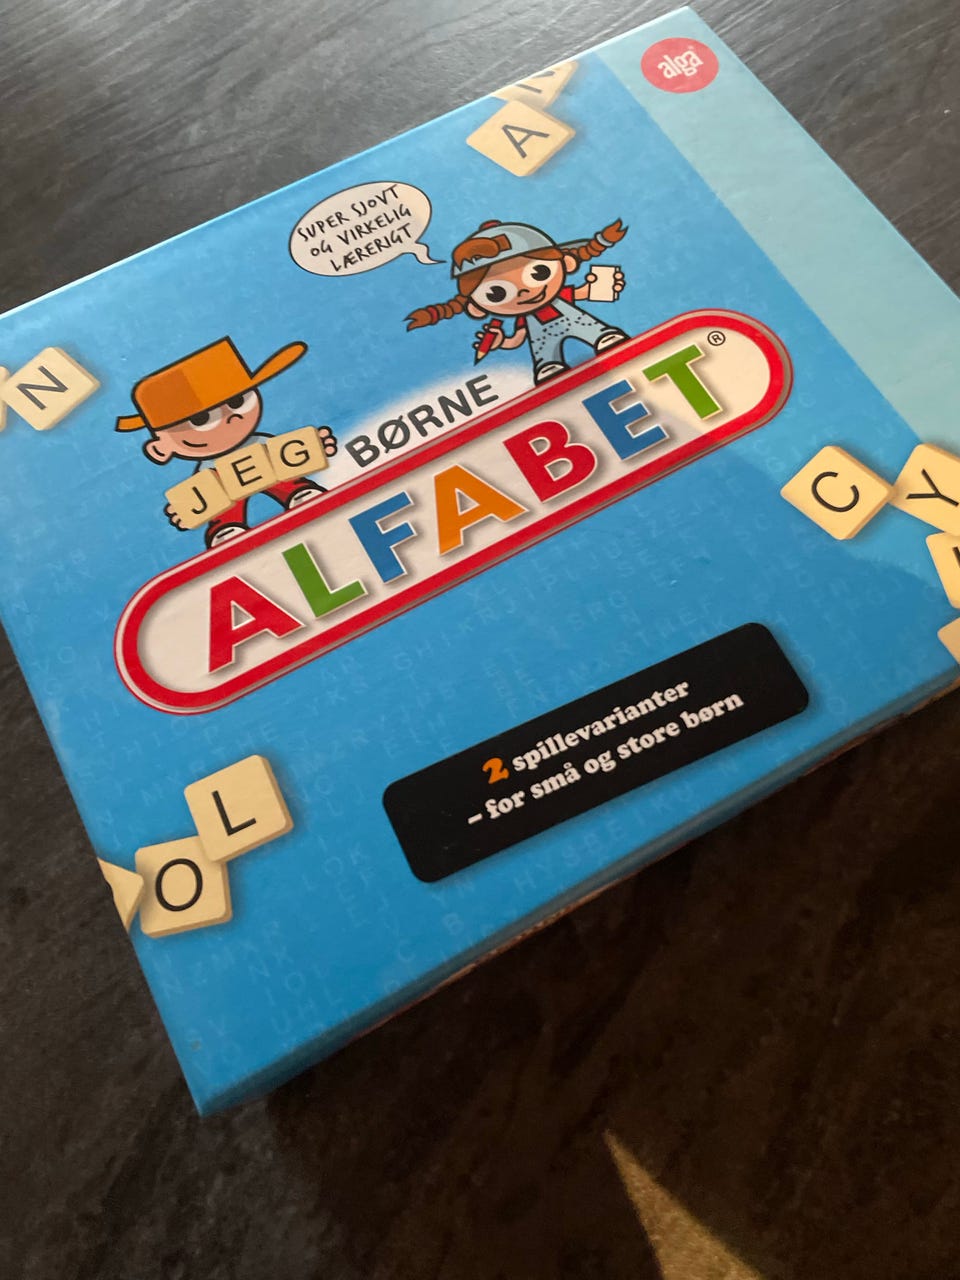 alga
N
A
SUPER SJOVT
OG VIRKELIG
LÆRERIGT
N
JEG
BØRNE
ALFABET®
C
Y
2 spillevarianter
– for små og store børn
L
O